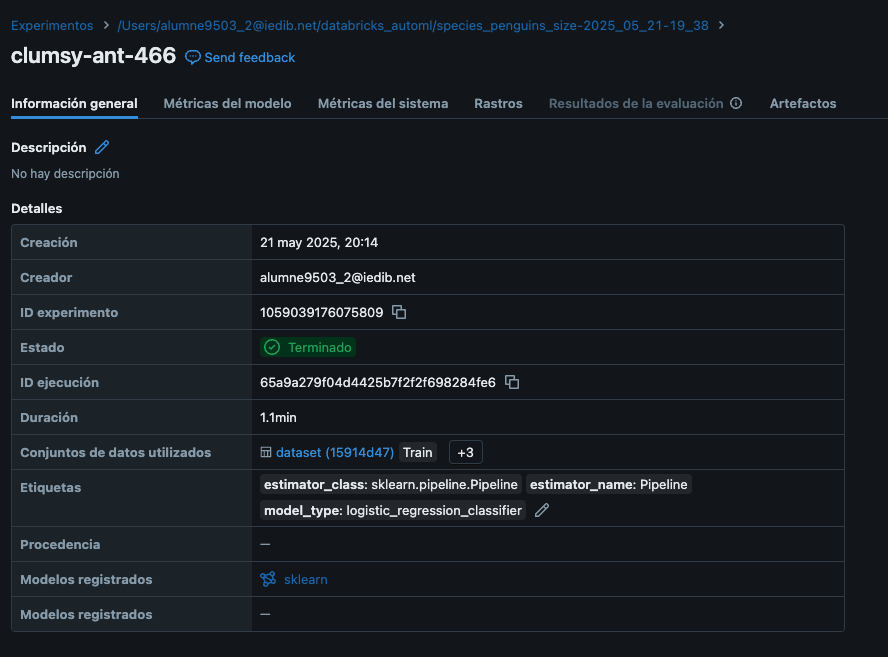 Experimentos > /Users/alumne9503_2@iedib.net/databricks_automl/species_penguins_size-2025_05_21-19_38 >
clumsy-ant-466 Send feedback
Información general Métricas del modelo Métricas del sistema Rastros Resultados de la evaluación Artefactos
Descripción
No hay descripción
Detalles
Creación 21 may 2025, 20:14
Creador alumne9503_2@iedib.net
ID experimento 1059039176075809
Estado Terminado
ID ejecución 65a9a279f04d4425b7f2f2f698284fe6
Duración 1.1min
Conjuntos de datos utilizados dataset (15914d47) Train +3
Etiquetas estimator_class: sklearn.pipeline.Pipeline estimator_name: Pipeline
model_type: logistic_regression_classifier
Procedencia —
Modelos registrados sklearn
Modelos registrados —